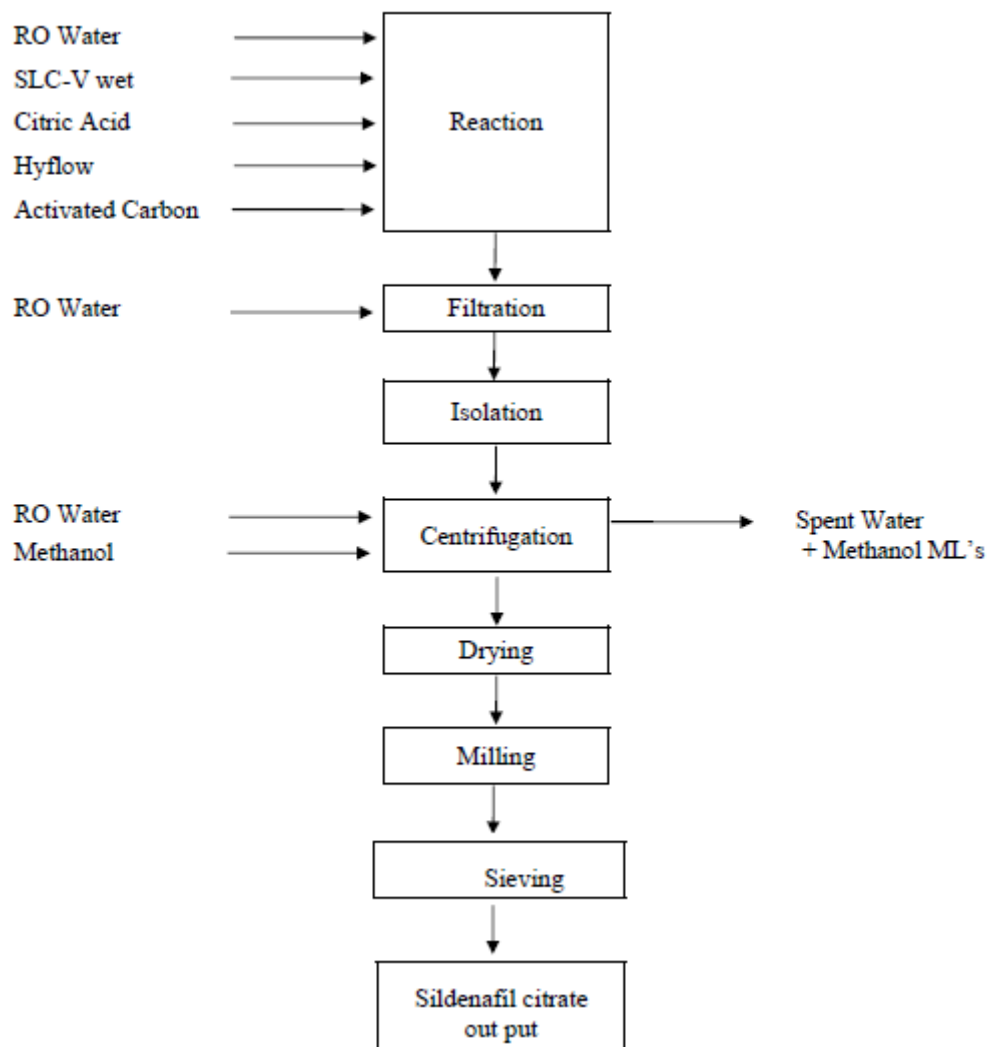 RO Water
SLC-V wet
Citric Acid
Hyflow
Activated Carbon
Reaction
RO Water
Filtration
Isolation
RO Water
Methanol
Centrifugation
Spent Water
+ Methanol ML's
Drying
Milling
Sieving
Sildenafil citrate
out put